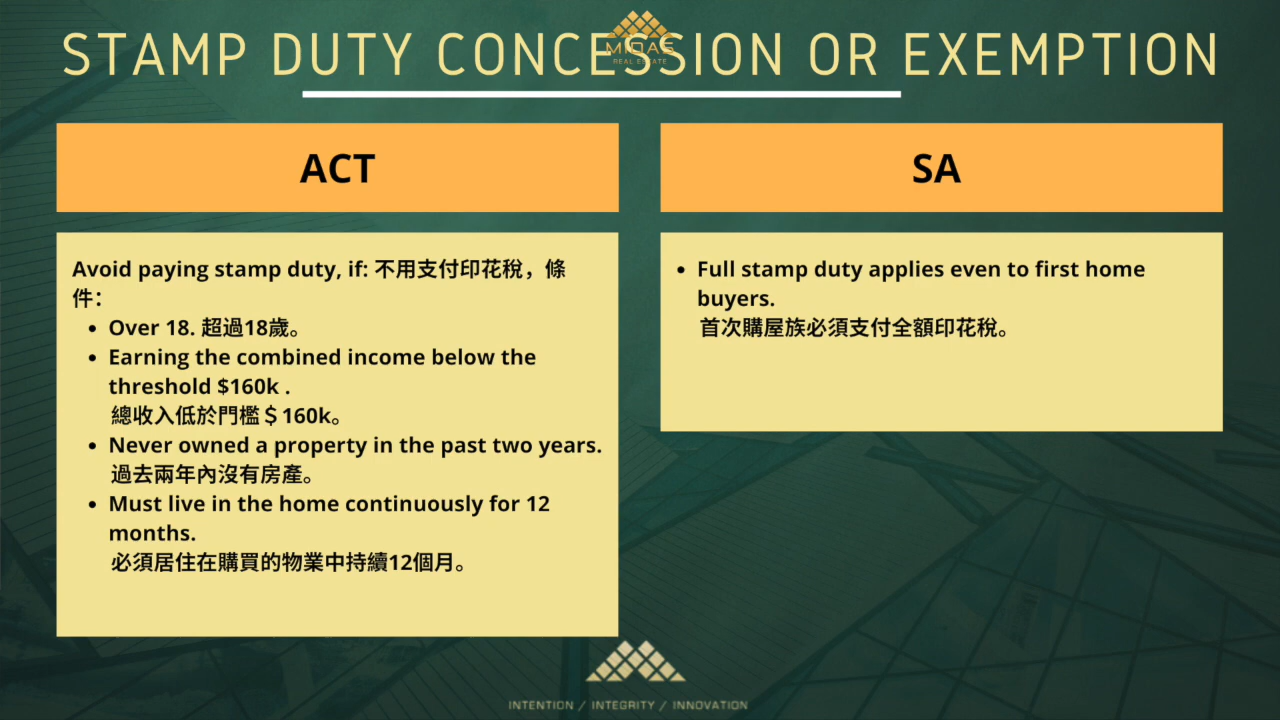 STAMP DUTY CONCESSION OR EXEMPTION
MIDAS
REAL ESTATE
ACT
Avoid paying stamp duty, if: 不用支付印花稅，條
件：
• Over 18. 超過18歲。
• Earning the combined income below the
threshold $160k .
總收入低於門檻＄160k。
• Never owned a property in the past two years.
過去兩年內沒有房產。
• Must live in the home continuously for 12
months.
必須居住在購買的物業中持續12個月。
SA
• Full stamp duty applies even to first home
buyers.
首次購屋族必須支付全額印花稅。
INTENTION / INTEGRITY / INNOVATION